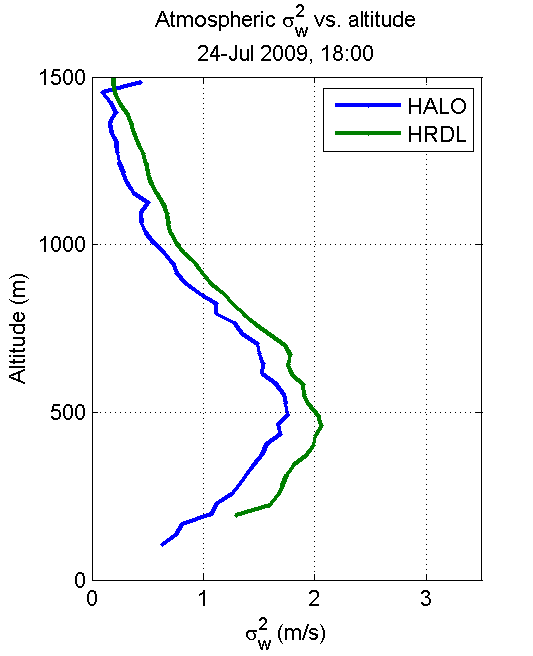 Atmospheric σ²w vs. altitude
24-Jul 2009, 18:00
HALO
HRDL
1500
1000
500
0
Altitude (m)
0 1 2 3
σ²w (m/s)